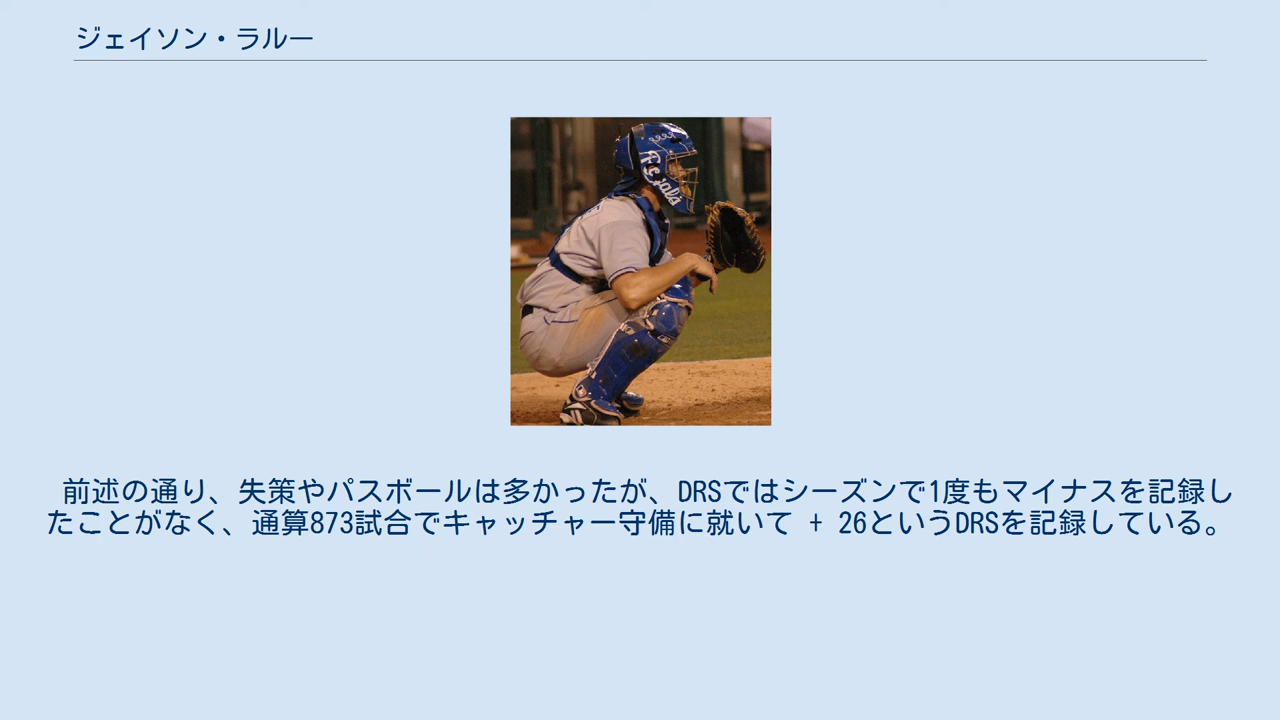 ジェイソン・ラルー
Royals
前述の通り、失策やパスボールは多かったが、DRSではシーズンで1度もマイナスを記録し
たことがなく、通算873試合でキャッチャー守備に就いて + 26というDRSを記録している。